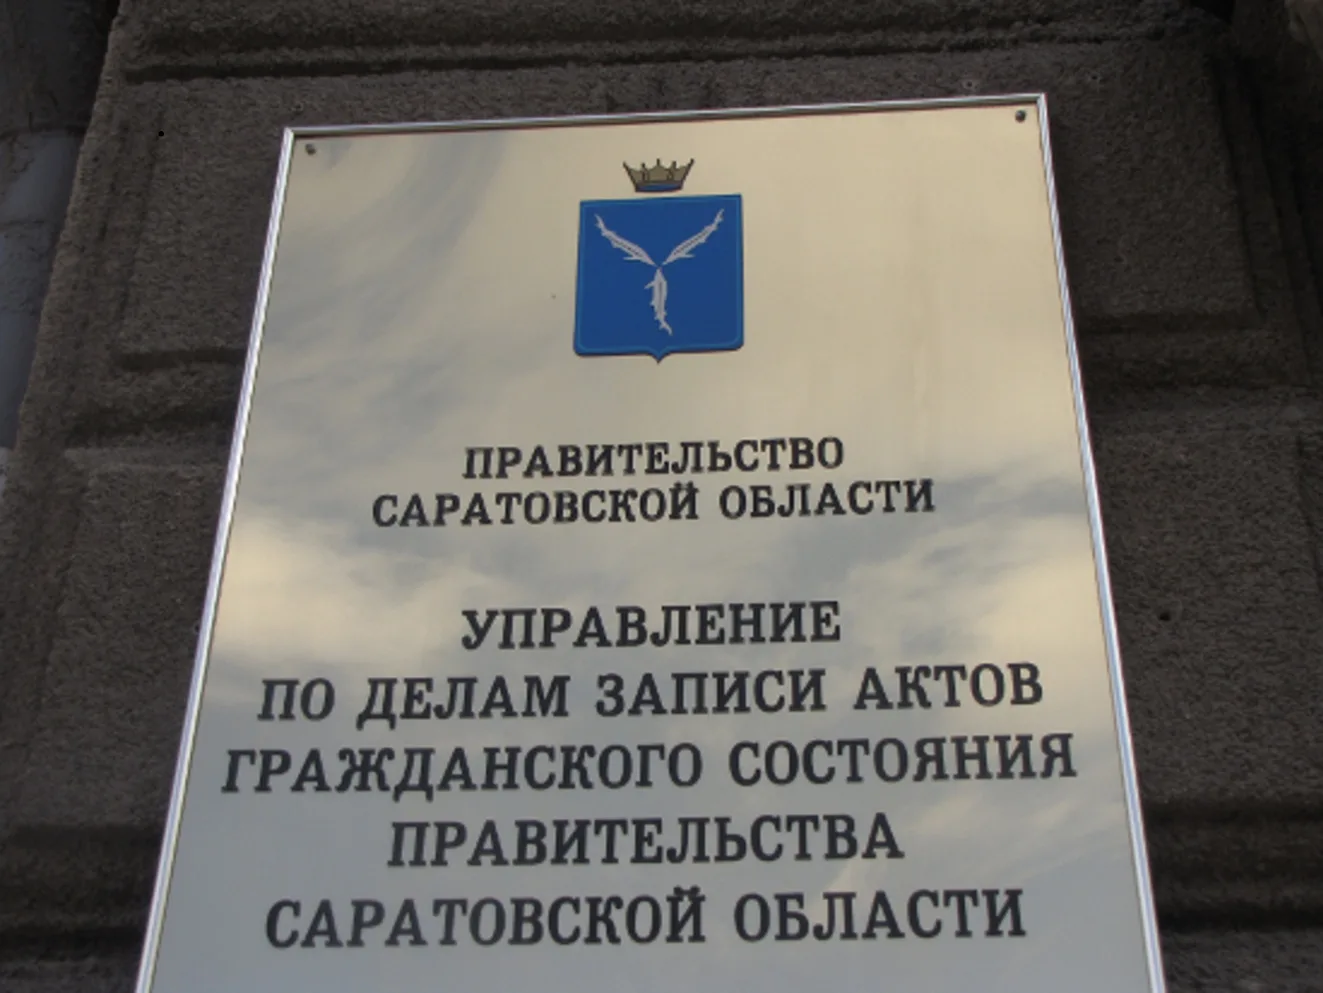 ПРАВИТЕЛЬСТВО
САРАТОВСКОЙ ОБЛАСТИ
УПРАВЛЕНИЕ
ПО ДЕЛАМ ЗАПИСИ АКТОВ
ГРАЖДАНСКОГО СОСТОЯНИЯ
ПРАВИТЕЛЬСТВА
САРАТОВСКОЙ ОБЛАСТИ